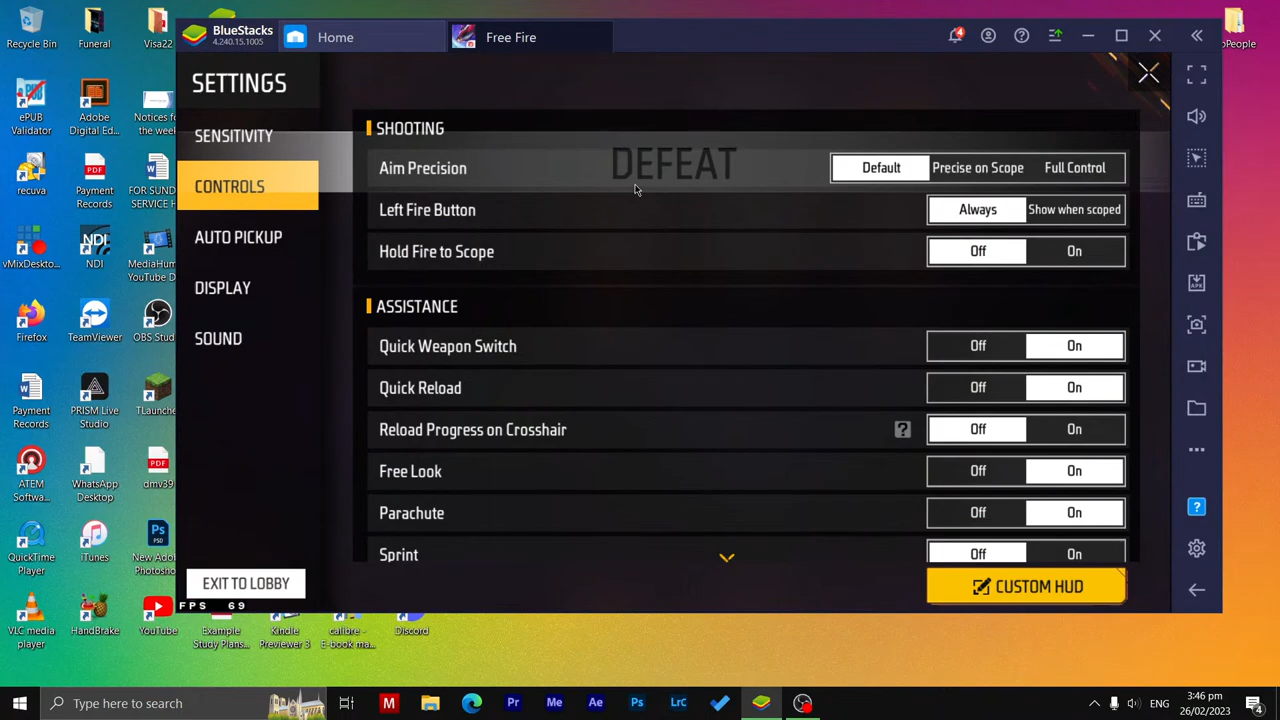 Recycle Bin
Funeral
Visa22
ePUB
Validator
Adobe
Digital Ed...
Notices for
the week...
recuva
Payment
Records
FOR SUND
SERVICE H
vMixDeskto...
NDI
MediaHum
YouTube D
Firefox
TeamViewer
OBS Stud
Payment
Records
PRISM Live
Studio
TLaunche
ATEM
Softwa...
WhatsApp
Desktop
dmv39
QuickTime
Player
iTunes
New Adob
Photosho
VLC media
player
HandBrake
YouTube
Example
Study Plans...
Kindle
Previewer 3
calibre -
E-book ma...
Discord
oPeople
BlueStacks
4.240.15.1005
Home
Free Fire
4
SETTINGS
SENSITIVITY
CONTROLS
AUTO PICKUP
DISPLAY
SOUND
EXIT TO LOBBY
FPS 69
DEFEAT
SHOOTING
Aim Precision
Default Precise on Scope Full Control
Left Fire Button
Always Show when scoped
Hold Fire to Scope
Off On
ASSISTANCE
Quick Weapon Switch
Off On
Quick Reload
Off On
Reload Progress on Crosshair
? Off On
Free Look
Off On
Parachute
Off On
Sprint
Off On
CUSTOM HUD
Type here to search
ENG
3:46 pm
26/02/2023
4